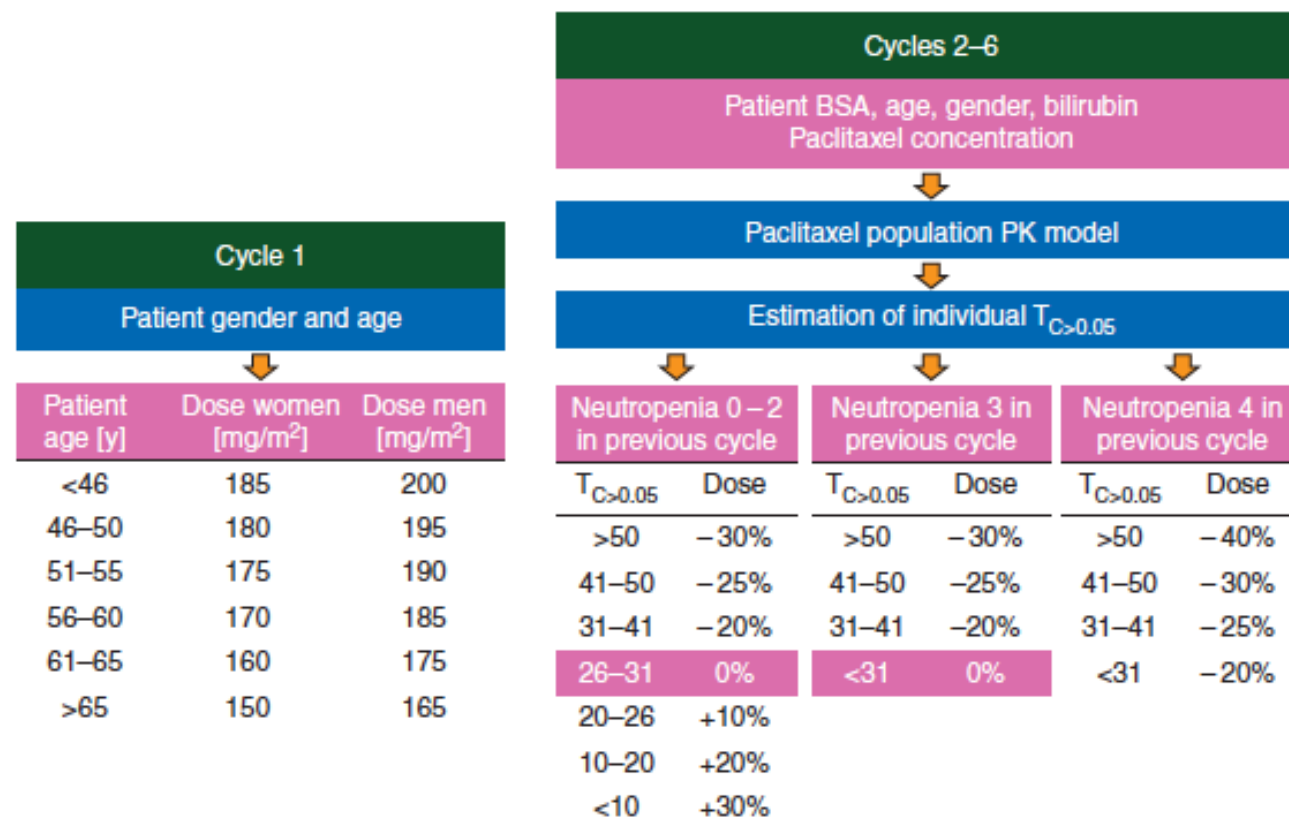 Cycle 1
Patient gender and age
Patient age [y] Dose women [mg/m²] Dose men [mg/m²]
<46 185 200
46–50 180 195
51–55 175 190
56–60 170 185
61–65 160 175
>65 150 165
Cycles 2–6
Patient BSA, age, gender, bilirubin
Paclitaxel concentration
Paclitaxel population PK model
Estimation of individual T_C>0.05
Neutropenia 0 – 2 in previous cycle Neutropenia 3 in previous cycle Neutropenia 4 in previous cycle
T_C>0.05 Dose T_C>0.05 Dose T_C>0.05 Dose
>50 –30% >50 –30% >50 –40%
41–50 –25% 41–50 –25% 41–50 –30%
31–41 –20% 31–41 –20% 31–41 –25%
26–31 0% <31 0% <31 –20%
20–26 +10%
10–20 +20%
<10 +30%